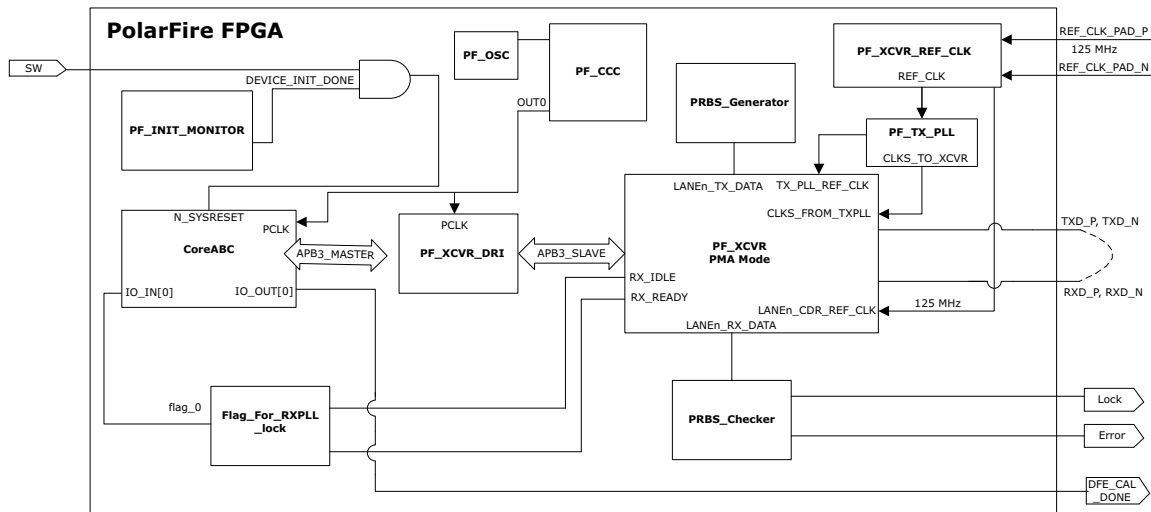 PolarFire FPGA
REF_CLK_PAD_P
125 MHz
REF_CLK_PAD_N
SW
DEVICE_INIT_DONE
PF_OSC
PF_CCC
OUT0
PF_XCVR_REF_CLK
REF_CLK
PF_INIT_MONITOR
PRBS_Generator
PF_TX_PLL
CLKS_TO_XCVR
LANEn_TX_DATA
TX_PLL_REF_CLK
CLKS_FROM_TXPLL
N_SYSRESET
PCLK
CoreABC
APB3_MASTER
PCLK
PF_XCVR_DRI
APB3_SLAVE
PF_XCVR
PMA Mode
TXD_P, TXD_N
RX_IDLE
RX_READY
IO_IN[0]
IO_OUT[0]
RXD_P, RXD_N
125 MHz
LANEn_CDR_REF_CLK
LANEn_RX_DATA
flag_0
Flag_For_RXPLL
_lock
PRBS_Checker
Lock
Error
DFE_CAL
_DONE